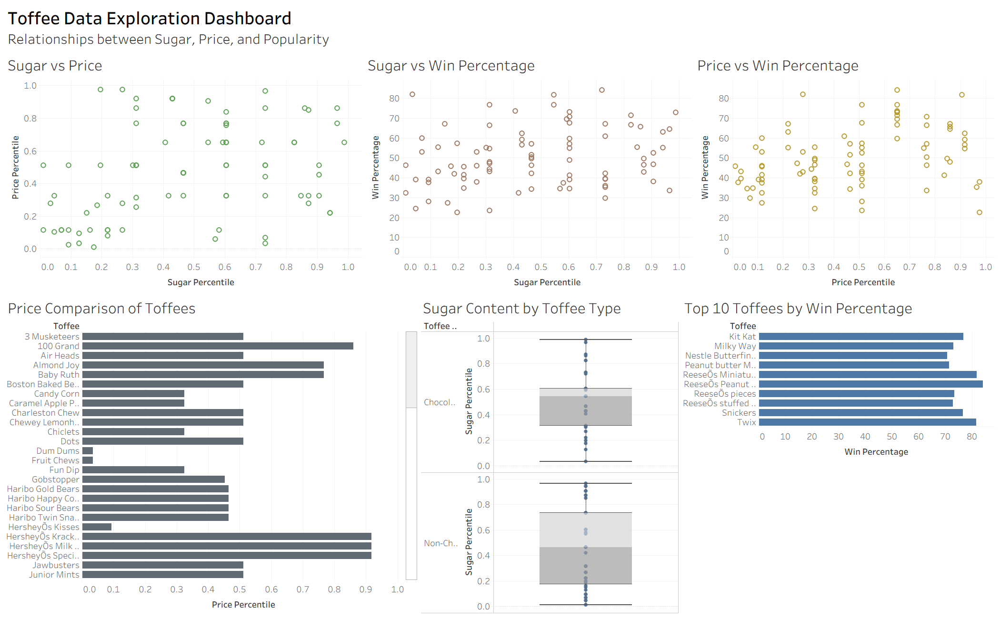 Toffee Data Exploration Dashboard
Relationships between Sugar, Price, and Popularity
Sugar vs Price
Price Percentile
1.0
0.8
0.6
0.4
0.2
0.0
0.0 0.1 0.2 0.3 0.4 0.5 0.6 0.7 0.8 0.9 1.0
Sugar Percentile
Sugar vs Win Percentage
Win Percentage
80
70
60
50
40
30
20
10
0
0.0 0.1 0.2 0.3 0.4 0.5 0.6 0.7 0.8 0.9 1.0
Sugar Percentile
Price vs Win Percentage
Win Percentage
80
70
60
50
40
30
20
10
0
0.0 0.1 0.2 0.3 0.4 0.5 0.6 0.7 0.8 0.9 1.0
Price Percentile
Price Comparison of Toffees
Toffee
3 Musketeers
100 Grand
Air Heads
Almond Joy
Baby Ruth
Boston Baked Be..
Candy Corn
Caramel Apple P..
Charleston Chew
Chewey Lemonh..
Chiclets
Dots
Dum Dums
Fruit Chews
Fun Dip
Gobstopper
Haribo Gold Bears
Haribo Happy Co..
Haribo Sour Bears
Haribo Twin Sna..
HersheyÕs Kisses
HersheyÕs Krack..
HersheyÕs Milk ..
HersheyÕs Speci..
Jawbusters
Junior Mints
0.0 0.1 0.2 0.3 0.4 0.5 0.6 0.7 0.8 0.9 1.0
Price Percentile
Sugar Content by Toffee Type
Toffee ..
Chocol..
Sugar Percentile
1.0
0.8
0.6
0.4
0.2
0.0
Non-Ch..
Sugar Percentile
1.0
0.8
0.6
0.4
0.2
0.0
Top 10 Toffees by Win Percentage
Toffee
Kit Kat
Milky Way
Nestle Butterfin..
Peanut butter M..
ReeseÕs Miniatu..
ReeseÕs Peanut ..
ReeseÕs pieces
ReeseÕs stuffed ..
Snickers
Twix
0 10 20 30 40 50 60 70 80
Win Percentage